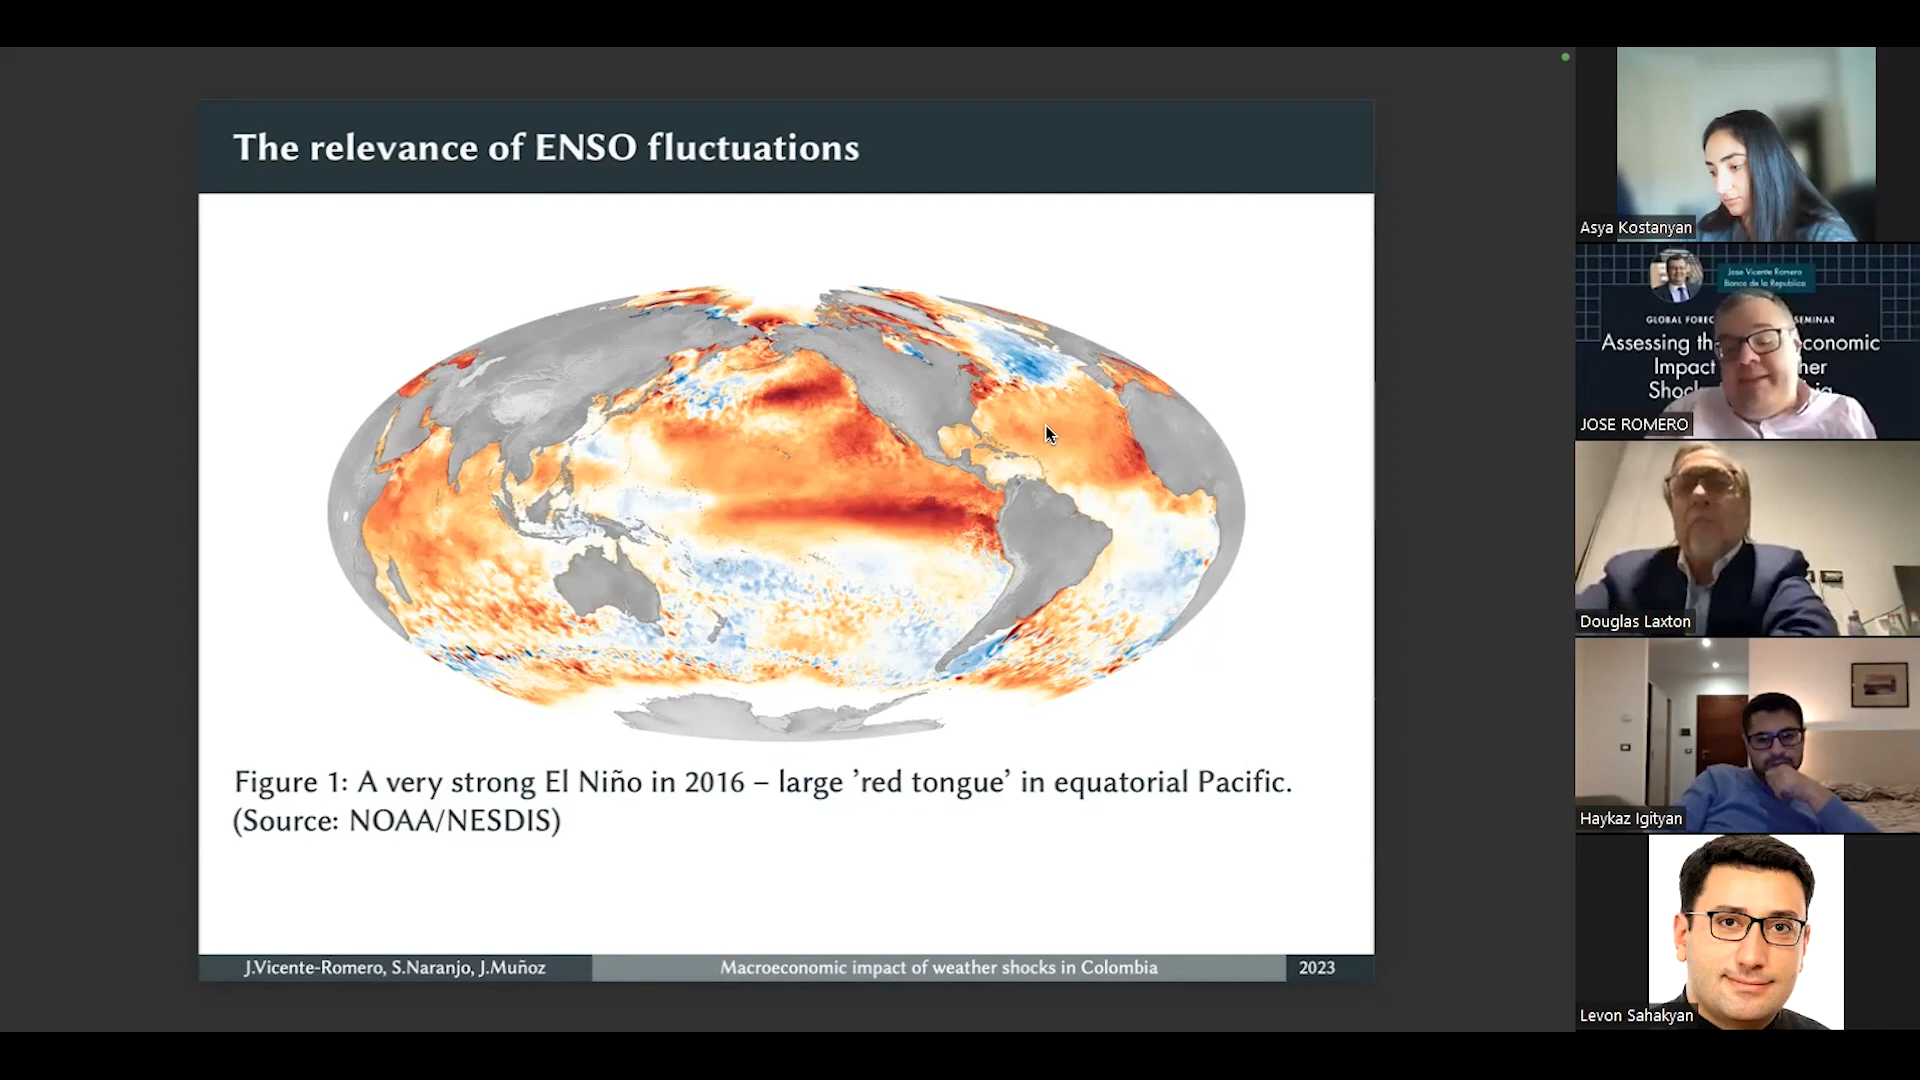 The relevance of ENSO fluctuations
Figure 1: A very strong El Niño in 2016 – large ’red tongue’ in equatorial Pacific.
(Source: NOAA/NESDIS)
J.Vicente-Romero, S.Naranjo, J.Muñoz
Macroeconomic impact of weather shocks in Colombia
2023
Asya Kostanyan
Jose Vicente Romero
Banco de la Republica
GLOBAL FOREC SEMINAR
Assessing th conomic
Impact her
Shoc
JOSE ROMERO
Douglas Laxton
Haykaz Igityan
Levon Sahakyan